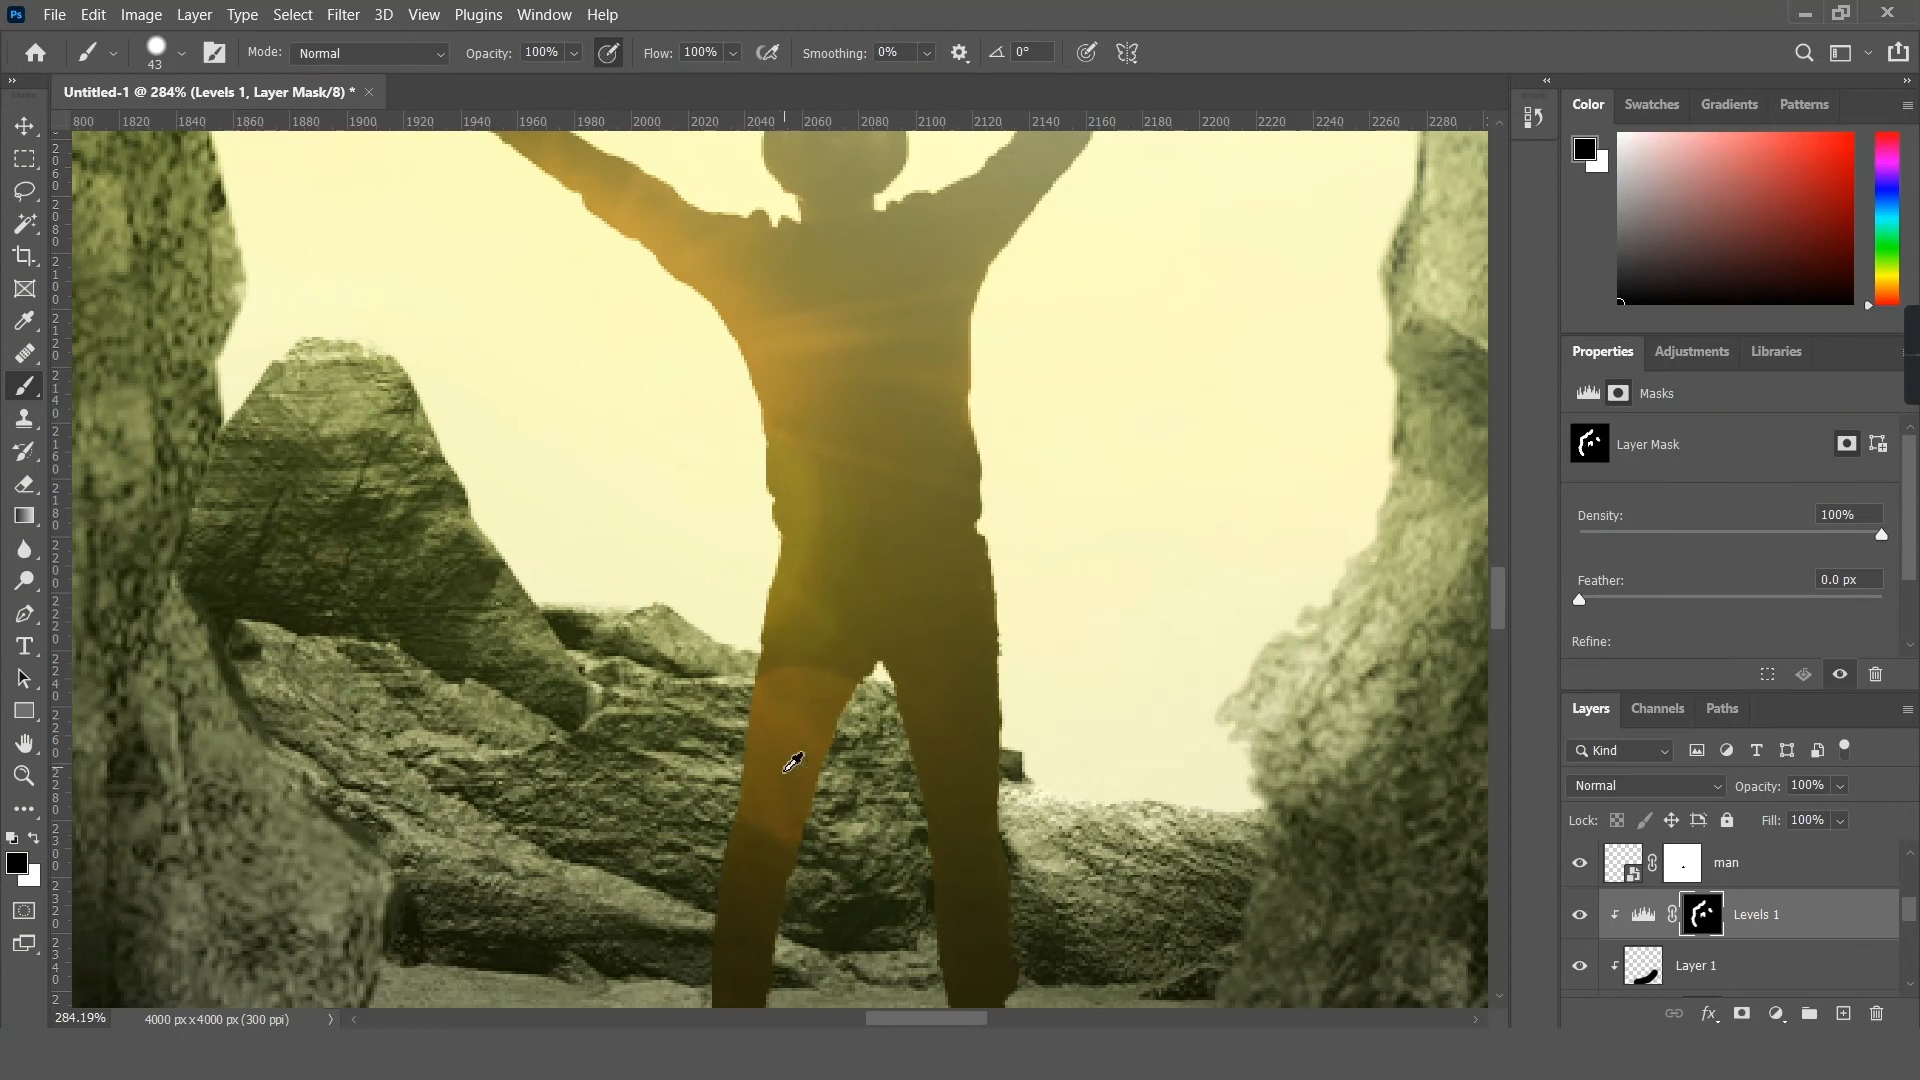 Ps File Edit Image Layer Type Select Filter 3D View Plugins Window Help
43 Mode: Normal Opacity: 100% Flow: 100% Smoothing: 0% 0°
Untitled-1 @ 284% (Levels 1, Layer Mask/8) *
800 1820 1840 1860 1880 1900 1920 1940 1960 1980 2000 2020 2040 2060 2080 2100 2120 2140 2160 2180 2200 2220 2240 2260 2280
Color Swatches Gradients Patterns
Properties Adjustments Libraries
Masks
Layer Mask
Density: 100%
Feather: 0.0 px
Refine:
Layers Channels Paths
Kind
Normal Opacity: 100%
Lock: Fill: 100%
man
Levels 1
Layer 1
fx
284.19% 4000 px x 4000 px (300 ppi)